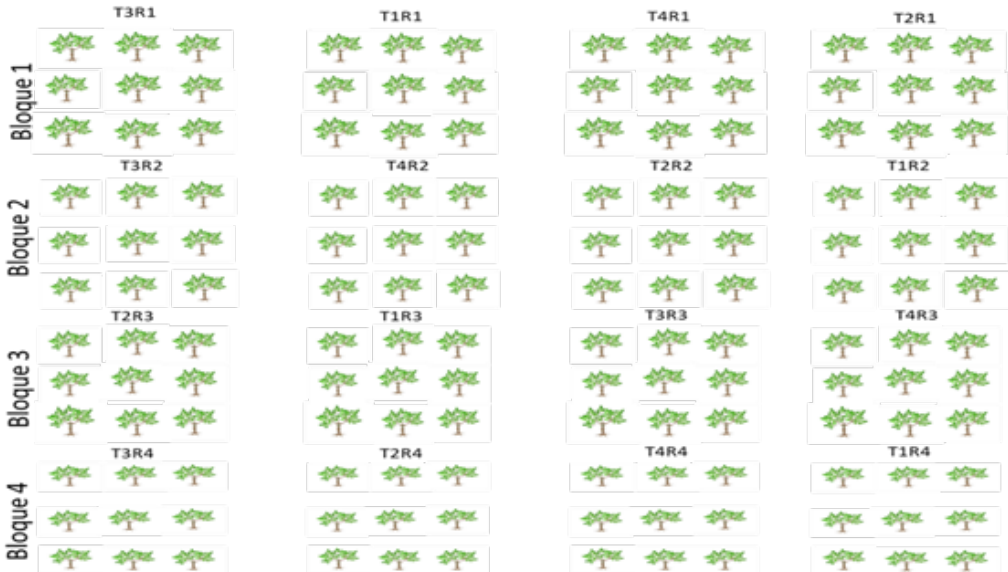 T3R1 T1R1 T4R1 T2R1
Bloque 1
T3R2 T4R2 T2R2 T1R2
Bloque 2
T2R3 T1R3 T3R3 T4R3
Bloque 3
T3R4 T2R4 T4R4 T1R4
Bloque 4